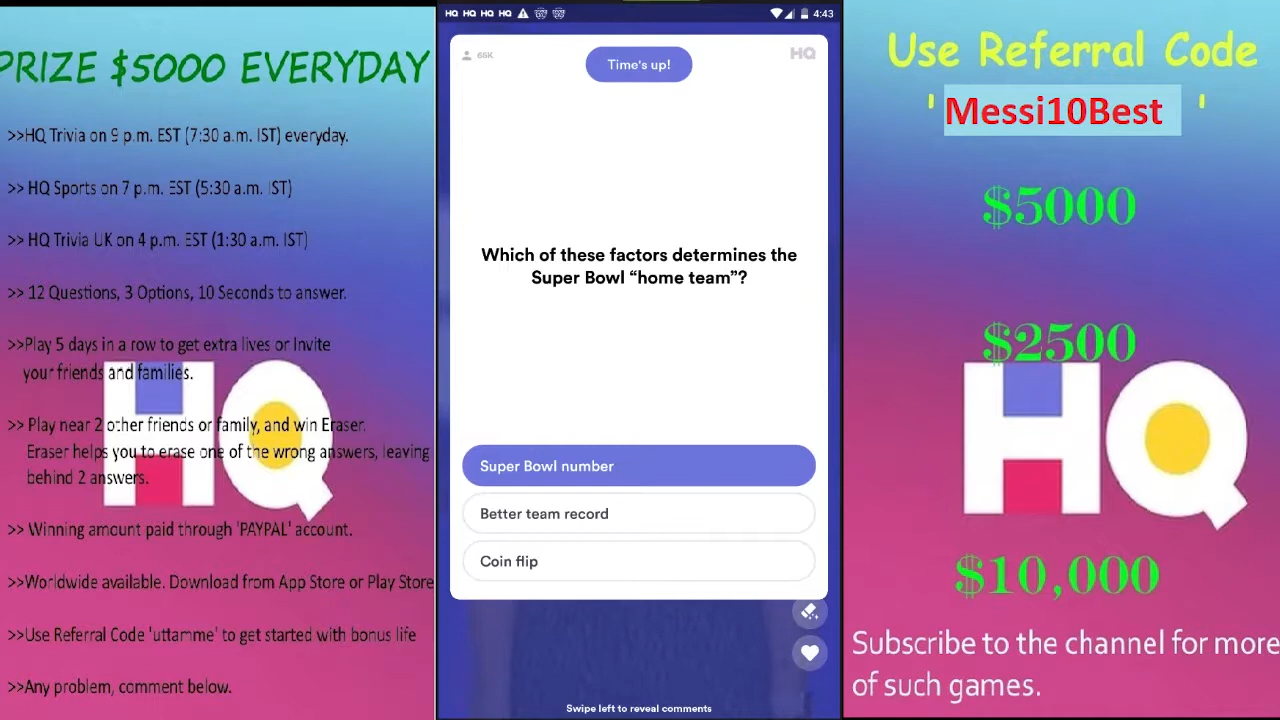 PRIZE $5000 EVERYDAY
>>HQ Trivia on 9 p.m. EST (7:30 a.m. IST) everyday.
>> HQ Sports on 7 p.m. EST (5:30 a.m. IST)
>> HQ Trivia UK on 4 p.m. EST (1:30 a.m. IST)
>> 12 Questions, 3 Options, 10 Seconds to answer.
>>Play 5 days in a row to get extra lives or Invite
your friends and families.
>> Play near 2 other friends or family, and win Eraser.
Eraser helps you to erase one of the wrong answers, leaving
behind 2 answers.
>> Winning amount paid through 'PAYPAL' account.
>>Worldwide available. Download from App Store or Play Store
>>Use Referral Code 'uttamme' to get started with bonus life
>>Any problem, comment below.
HQ
HQ HQ HQ HQ 4:43
65K Time's up! HQ
Which of these factors determines the
Super Bowl “home team”?
Super Bowl number
Better team record
Coin flip
Swipe left to reveal comments
Use Referral Code
' Messi10Best '
$5000
$2500
HQ
$10,000
Subscribe to the channel for more
of such games.